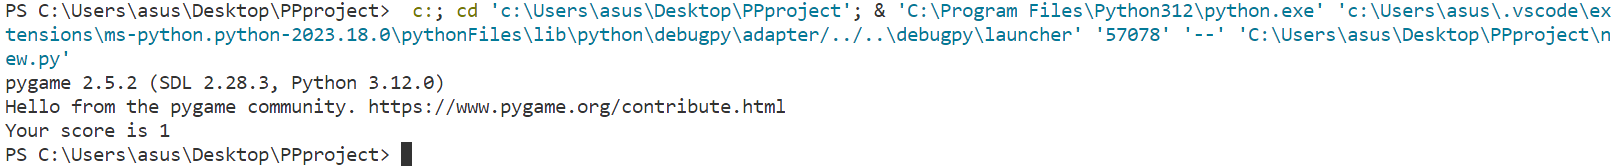 PS C:\Users\asus\Desktop\PPproject>  c:; cd 'c:\Users\asus\Desktop\PPproject'; & 'C:\Program Files\Python312\python.exe' 'c:\Users\asus\.vscode\ex
tensions\ms-python.python-2023.18.0\pythonFiles\lib\python\debugpy\adapter/../..\debugpy\launcher' '57078' '--' 'C:\Users\asus\Desktop\PPproject\n
ew.py'
pygame 2.5.2 (SDL 2.28.3, Python 3.12.0)
Hello from the pygame community. https://www.pygame.org/contribute.html
Your score is 1
PS C:\Users\asus\Desktop\PPproject>